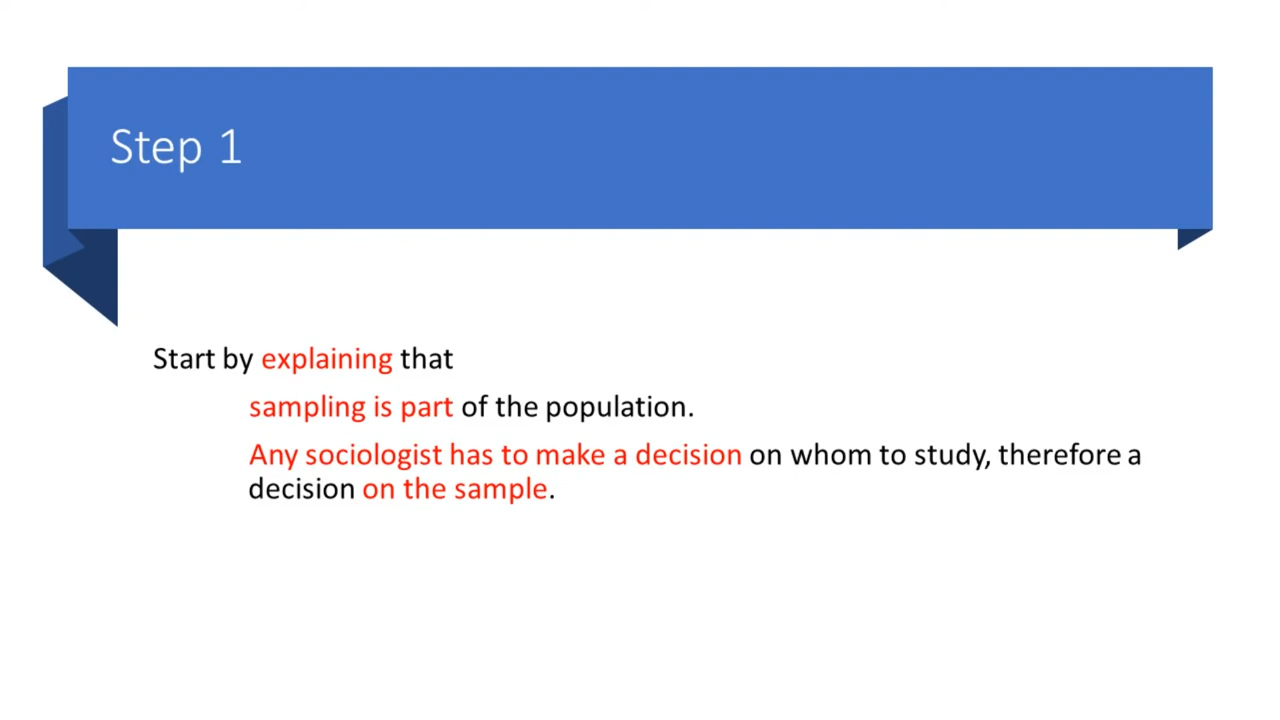 Step 1
Start by explaining that
sampling is part of the population.
Any sociologist has to make a decision on whom to study, therefore a
decision on the sample.